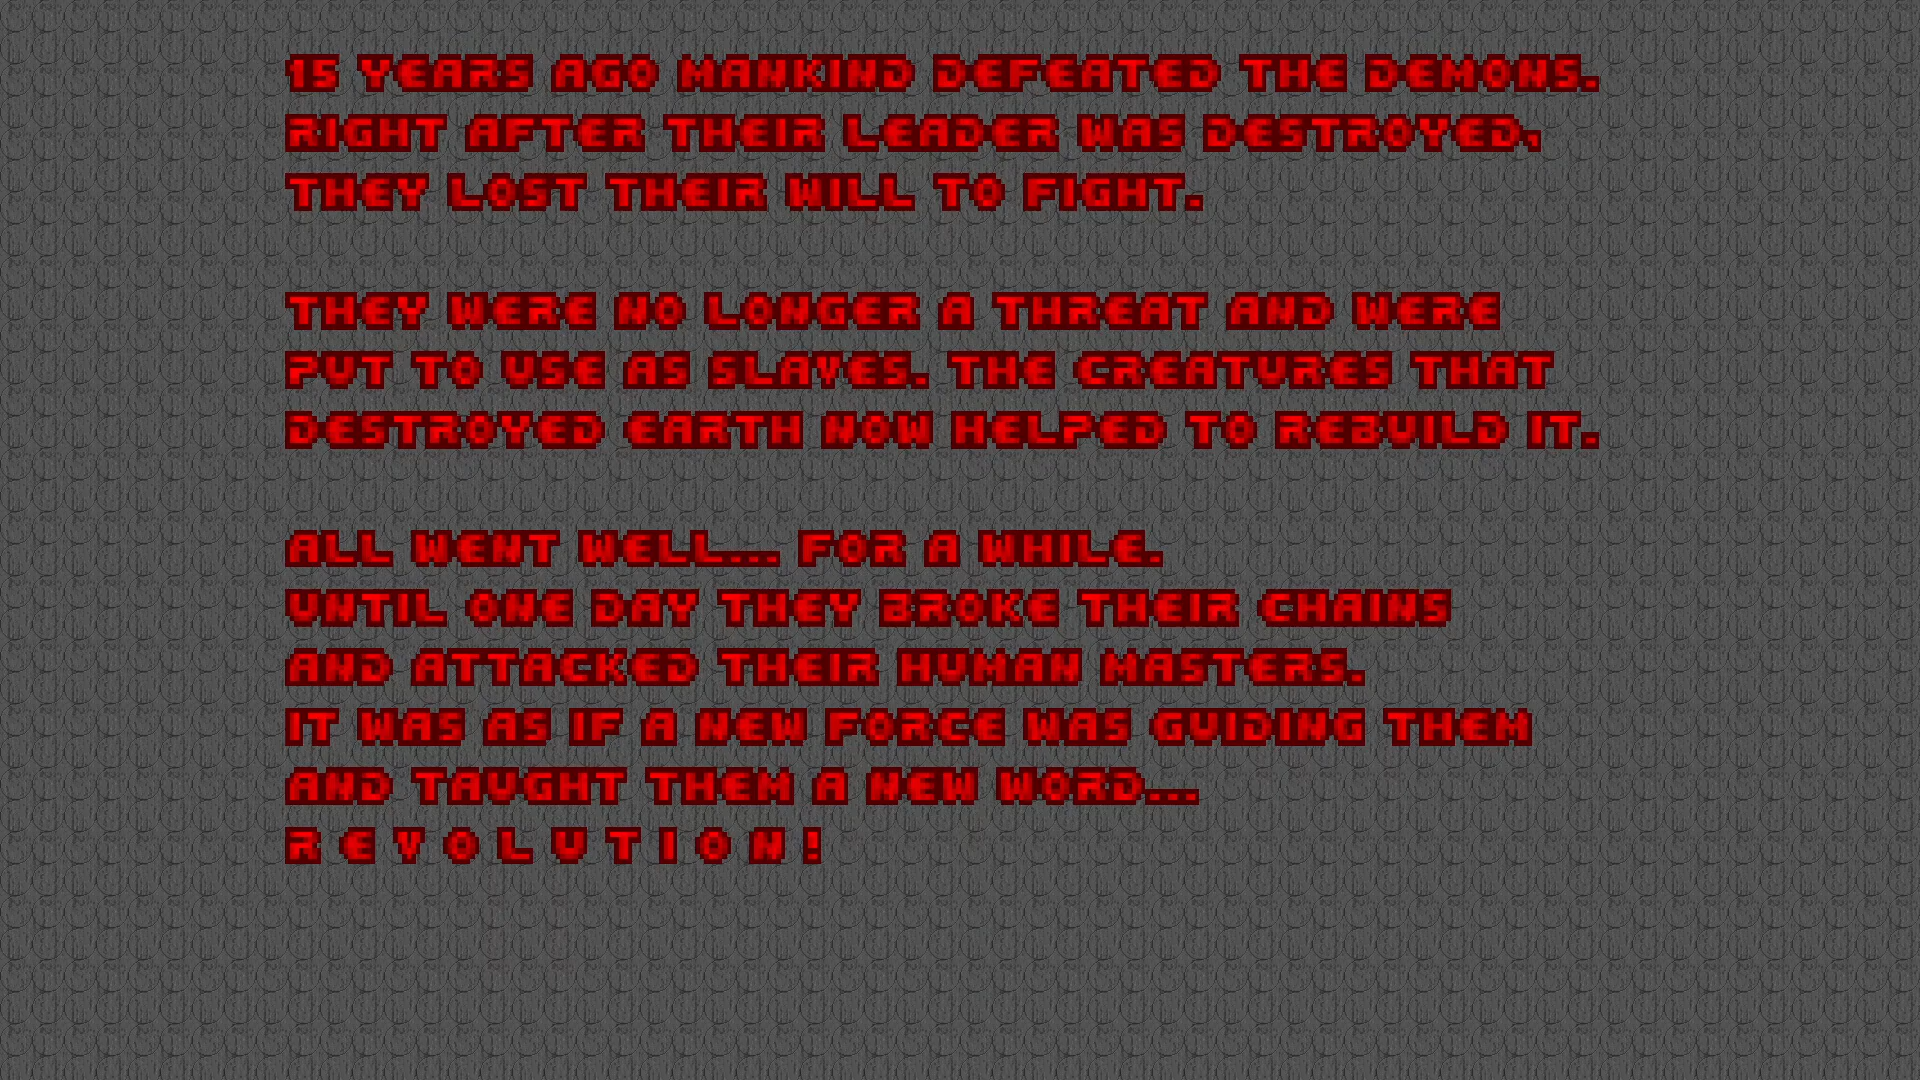 15 YEARS AGO MANKIND DEFEATED THE DEMONS.
RIGHT AFTER THEIR LEADER WAS DESTROYED,
THEY LOST THEIR WILL TO FIGHT.
THEY WERE NO LONGER A THREAT AND WERE
PUT TO USE AS SLAVES. THE CREATURES THAT
DESTROYED EARTH NOW HELPED TO REBUILD IT.
ALL WENT WELL... FOR A WHILE.
UNTIL ONE DAY THEY BROKE THEIR CHAINS
AND ATTACKED THEIR HUMAN MASTERS.
IT WAS AS IF A NEW FORCE WAS GUIDING THEM
AND TAUGHT THEM A NEW WORD...
R E V O L U T I O N !